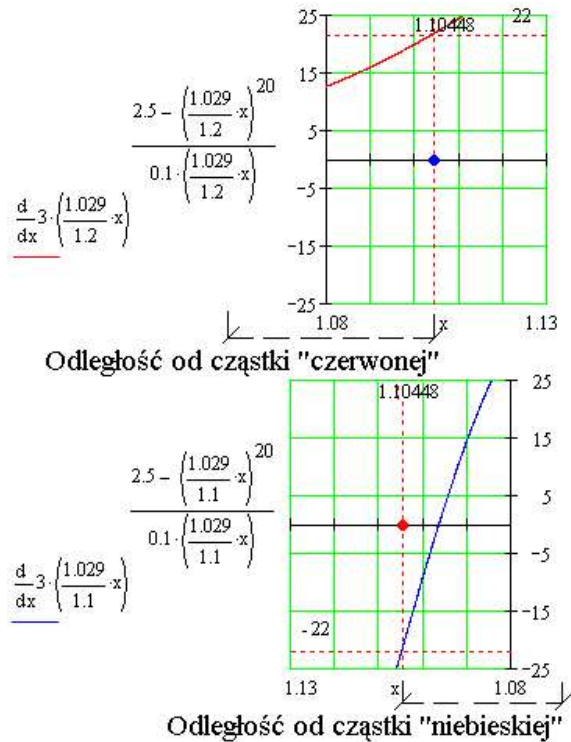 25
1.10448
22
15
5
−5
−15
−25
1.08
x
1.13
2.5 − (1.029/1.2 ·x)^20
0.1·(1.029/1.2 ·x)
d/dx 3·(1.029/1.2 ·x)
Odległość od cząstki "czerwonej"
1.10448
25
15
5
−5
−15
−25
-22
1.13
x
1.08
2.5 − (1.029/1.1 ·x)^20
0.1·(1.029/1.1 ·x)
d/dx 3·(1.029/1.1 ·x)
Odległość od cząstki "niebieskiej"